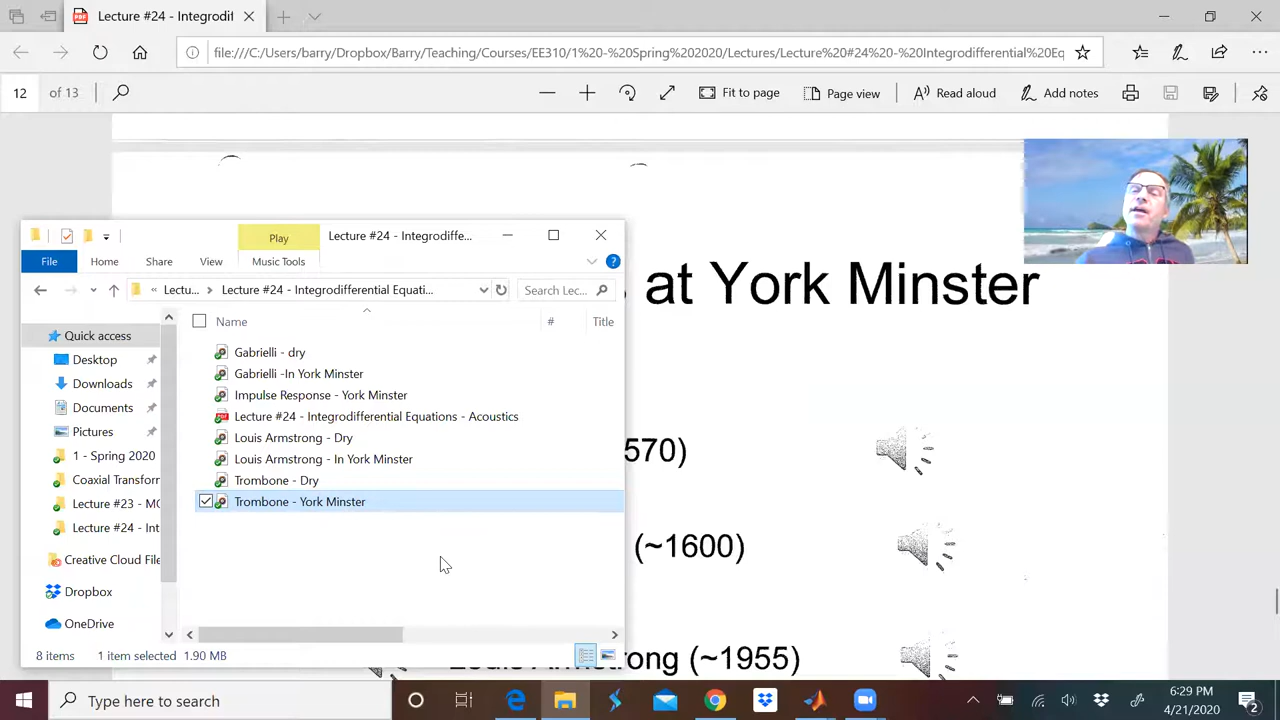 Lecture #24 - Integrodif
file:///C:/Users/barry/Dropbox/Barry/Teaching/Courses/EE310/1%20-%20Spring%202020/Lectures/Lecture%20#24%20-%20Integrodifferential%20Eq
12 of 13
Fit to page
Page view
Read aloud
Add notes
at York Minster
570)
(~1600)
Armstrong (~1955)
Play
Lecture #24 - Integrodiffe...
File
Home
Share
View
Music Tools
« Lectu... > Lecture #24 - Integrodifferential Equati...
Search Lec...
Name
#
Title
Quick access
Desktop
Downloads
Documents
Pictures
1 - Spring 2020
Coaxial Transform
Lecture #23 - MO
Lecture #24 - Int
Creative Cloud File
Dropbox
OneDrive
Gabrielli - dry
Gabrielli -In York Minster
Impulse Response - York Minster
Lecture #24 - Integrodifferential Equations - Acoustics
Louis Armstrong - Dry
Louis Armstrong - In York Minster
Trombone - Dry
Trombone - York Minster
8 items
1 item selected 1.90 MB
Type here to search
6:29 PM
4/21/2020
2